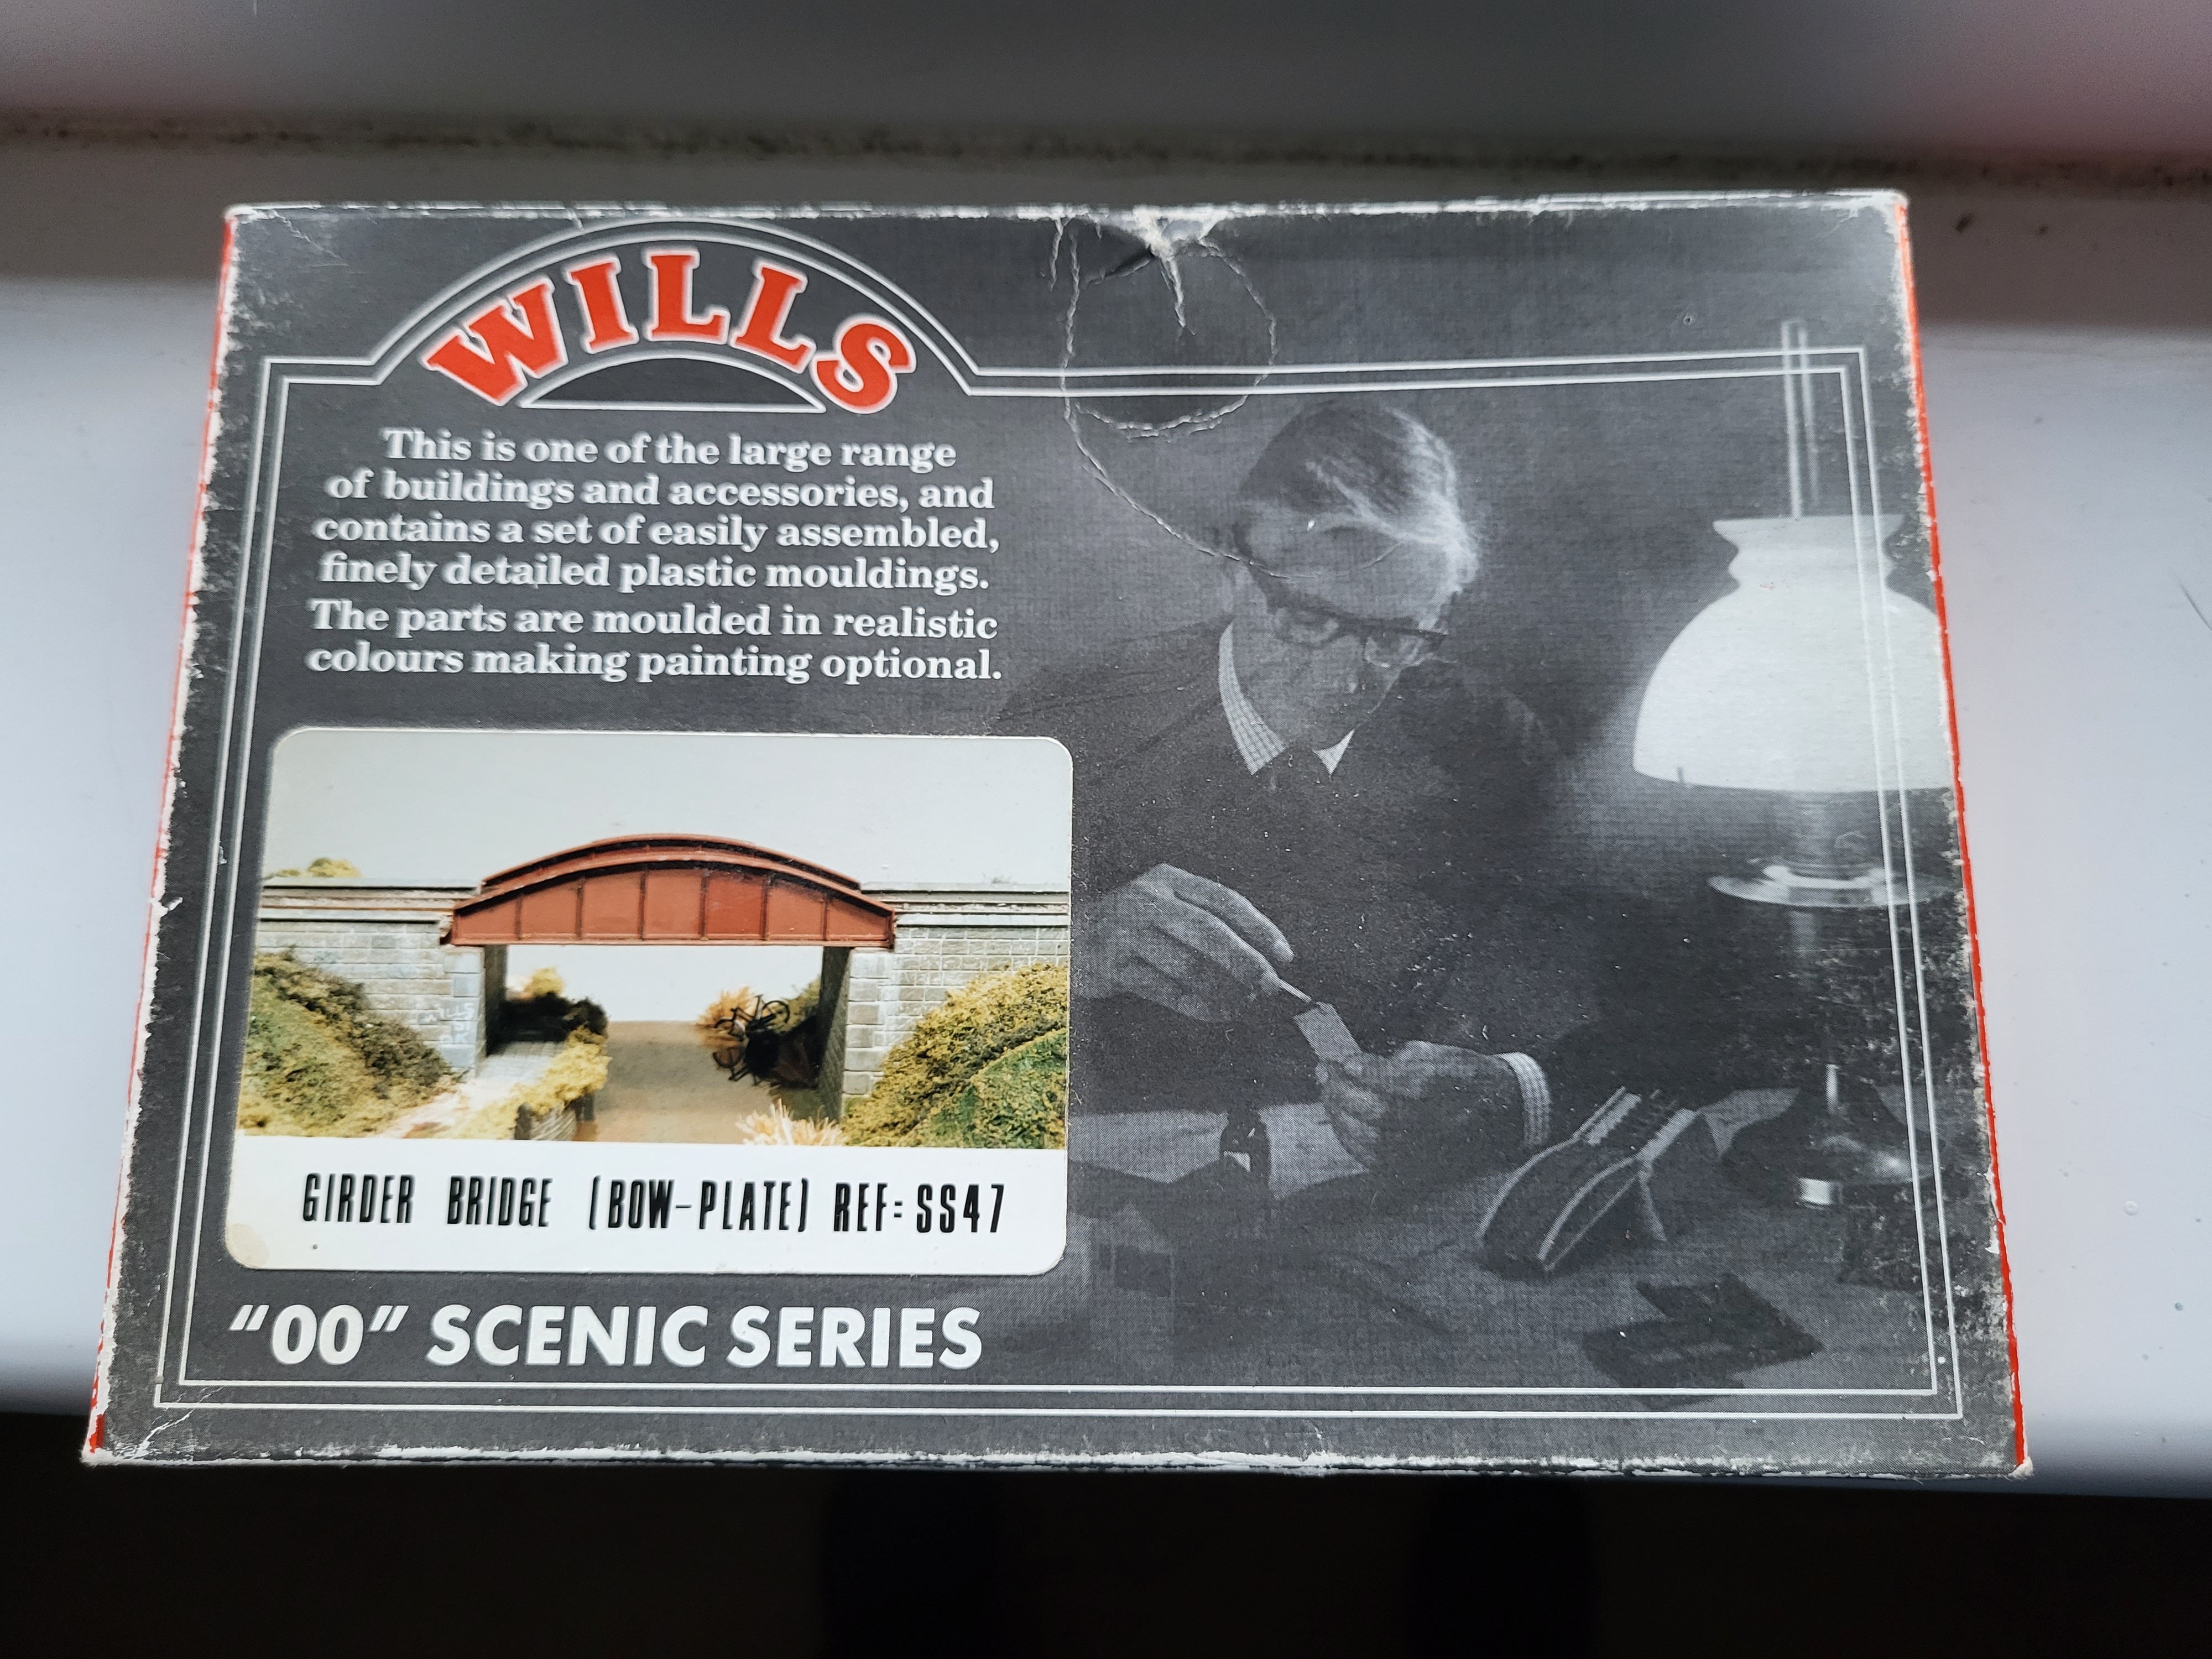 WILLS
This is one of the large range
of buildings and accessories, and
contains a set of easily assembled,
finely detailed plastic mouldings.
The parts are moulded in realistic
colours making painting optional.
GIRDER BRIDGE (BOW-PLATE) REF: SS47
"OO" SCENIC SERIES